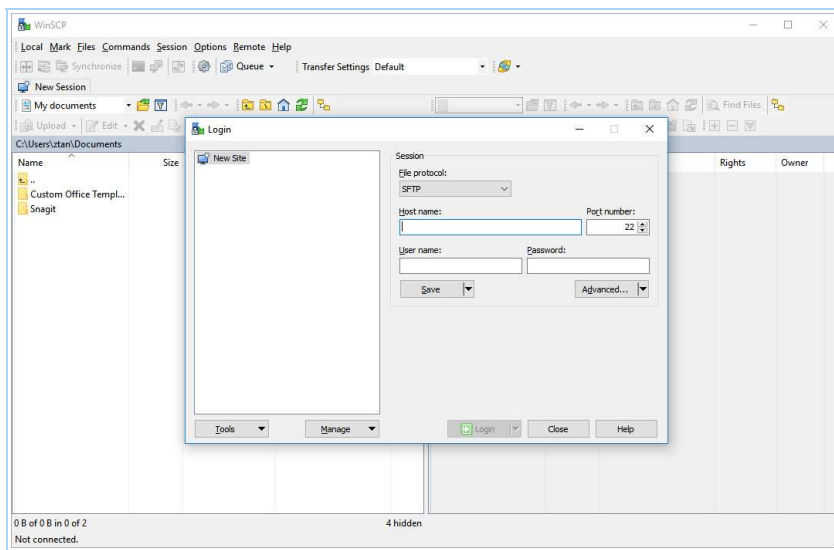 WinSCP
Local Mark Files Commands Session Options Remote Help
Synchronize Queue Transfer Settings Default
New Session
My documents Find Files
Upload Edit
C:\Users\ztan\Documents
Name Size Rights Owner
..
Custom Office Templ...
Snagit
Login
New Site
Session
File protocol:
SFTP
Host name: Port number:
22
User name: Password:
Save Advanced...
Tools Manage Login Close Help
0 B of 0 B in 0 of 2 4 hidden
Not connected.